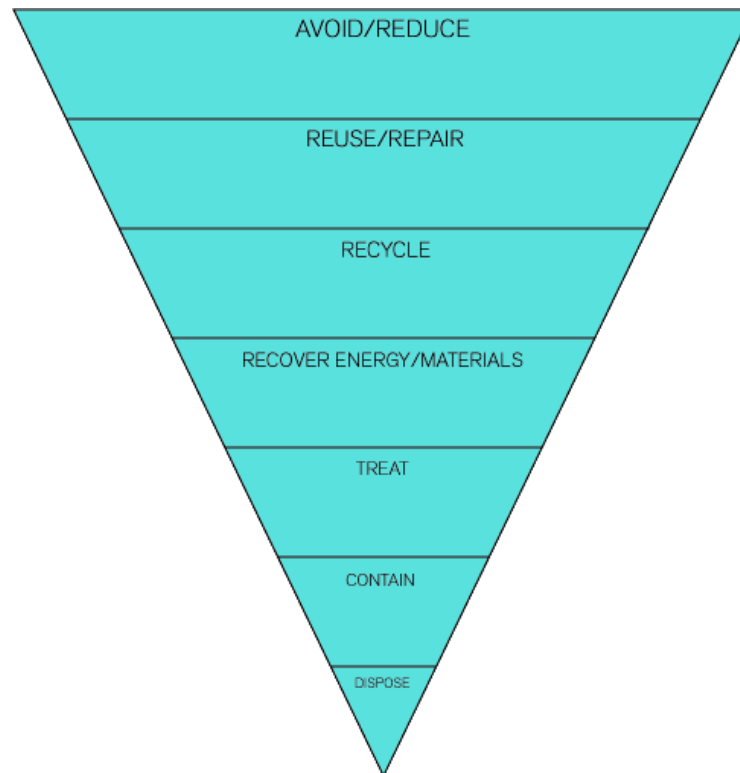 AVOID/REDUCE
REUSE/REPAIR
RECYCLE
RECOVER ENERGY/MATERIALS
TREAT
CONTAIN
DISPOSE